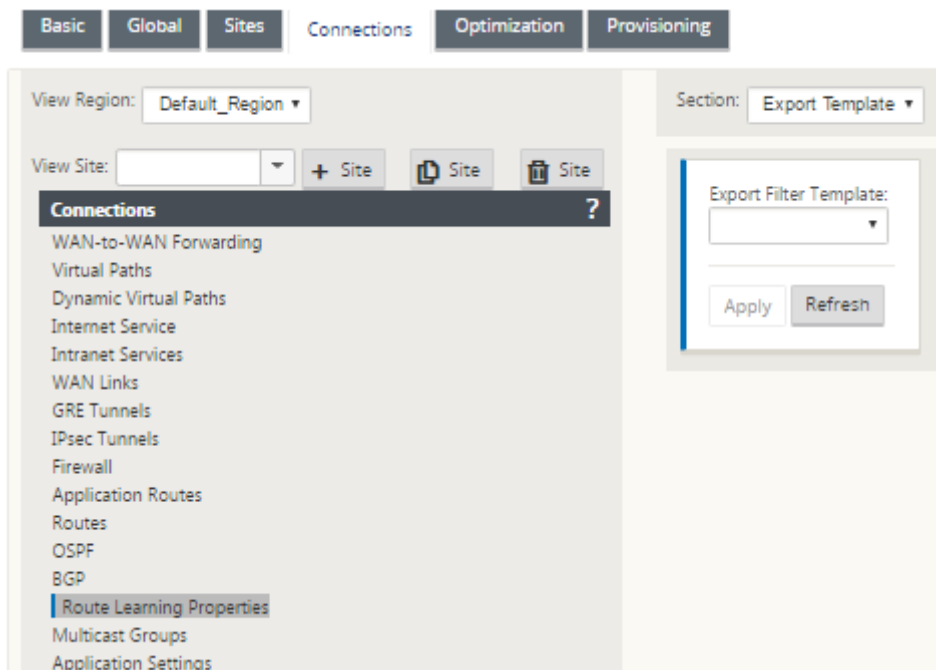 Basic Global Sites Connections Optimization Provisioning
View Region: Default_Region
Section: Export Template
View Site: + Site Site Site
Connections ?
Export Filter Template:
WAN-to-WAN Forwarding
Virtual Paths
Dynamic Virtual Paths
Internet Service
Intranet Services
WAN Links
GRE Tunnels
IPsec Tunnels
Firewall
Application Routes
Routes
OSPF
BGP
Route Learning Properties
Multicast Groups
Application Settings
Apply Refresh